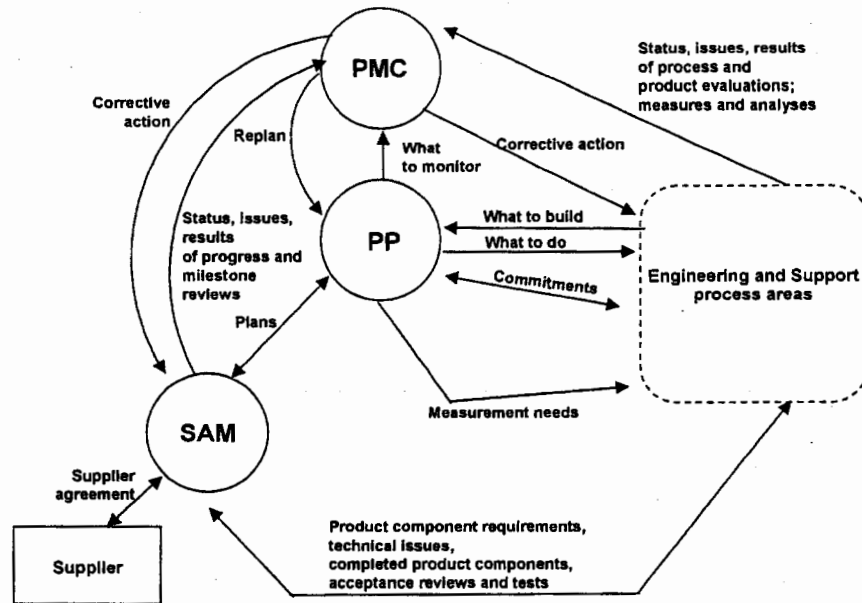 PMC
Status, issues, results
of process and
product evaluations;
measures and analyses
Corrective
action
Replan
What
to monitor
Corrective action
Status, issues,
results
of progress and
milestone
reviews
PP
What to build
What to do
Commitments
Engineering and Support
process areas
Plans
Measurement needs
SAM
Supplier
agreement
Supplier
Product component requirements,
technical issues,
completed product components,
acceptance reviews and tests